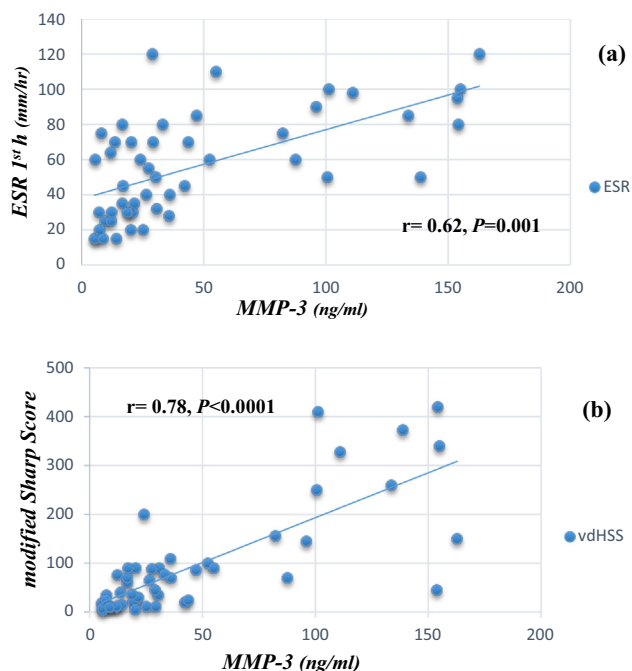 140
(a)
120
100
80
60
40
20
0
ESR 1st h (mm/hr)
ESR
r= 0.62, P=0.001
0 50 100 150 200
MMP-3 (ng/ml)
500
(b)
400
300
200
100
0
modified Sharp Score
r= 0.78, P<0.0001
vdHSS
0 50 100 150 200
MMP-3 (ng/ml)